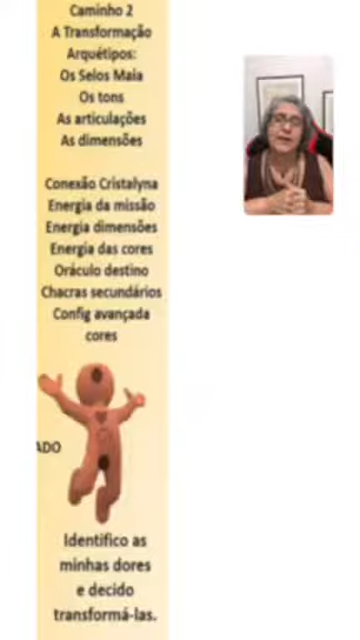 Caminho 2
A Transformação
Arquétipos:
Os Selos Maia
Os tons
As articulações
As dimensões
Conexão Cristalyna
Energia da missão
Energia dimensões
Energia das cores
Oráculo destino
Chacras secundários
Config avançada
cores
ADO
Identifico as
minhas dores
e decido
transformá-las.